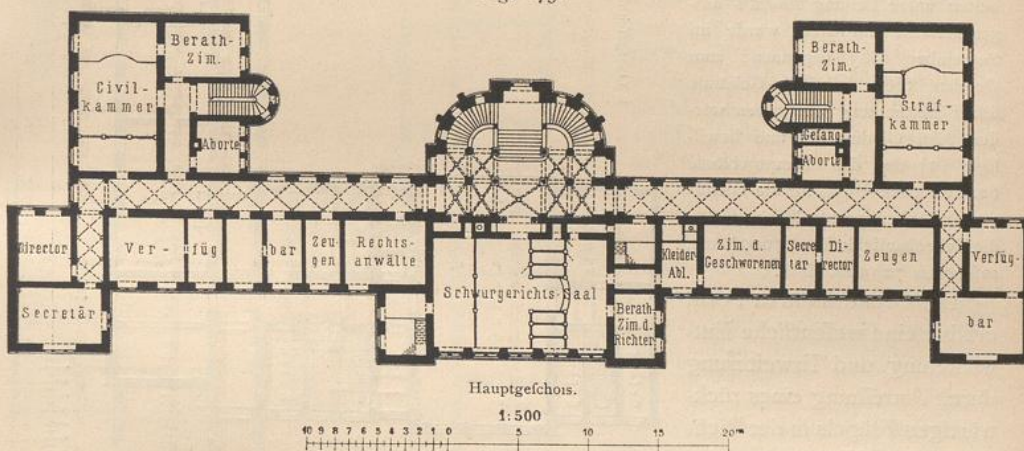 Berath-
Zim.
Civil-
kammer
Aborte
Berath-
Zim.
Straf-
kammer
Gefang.
Aborte
Director
Ver-
füg
bar
Zeu-
gen
Rechts-
anwälte
Schwurgerichts-Saal
Kleider
Abl.
Zim. d.
Geschworenen
Secre
tär
Di-
rector
Zeugen
Verfüg-
Secretär
Berath
Zim. d.
Richter
bar
Hauptgeſchoſs.
1:500
10 9 8 7 6 5 4 3 2 1 0 5 10 15 20m